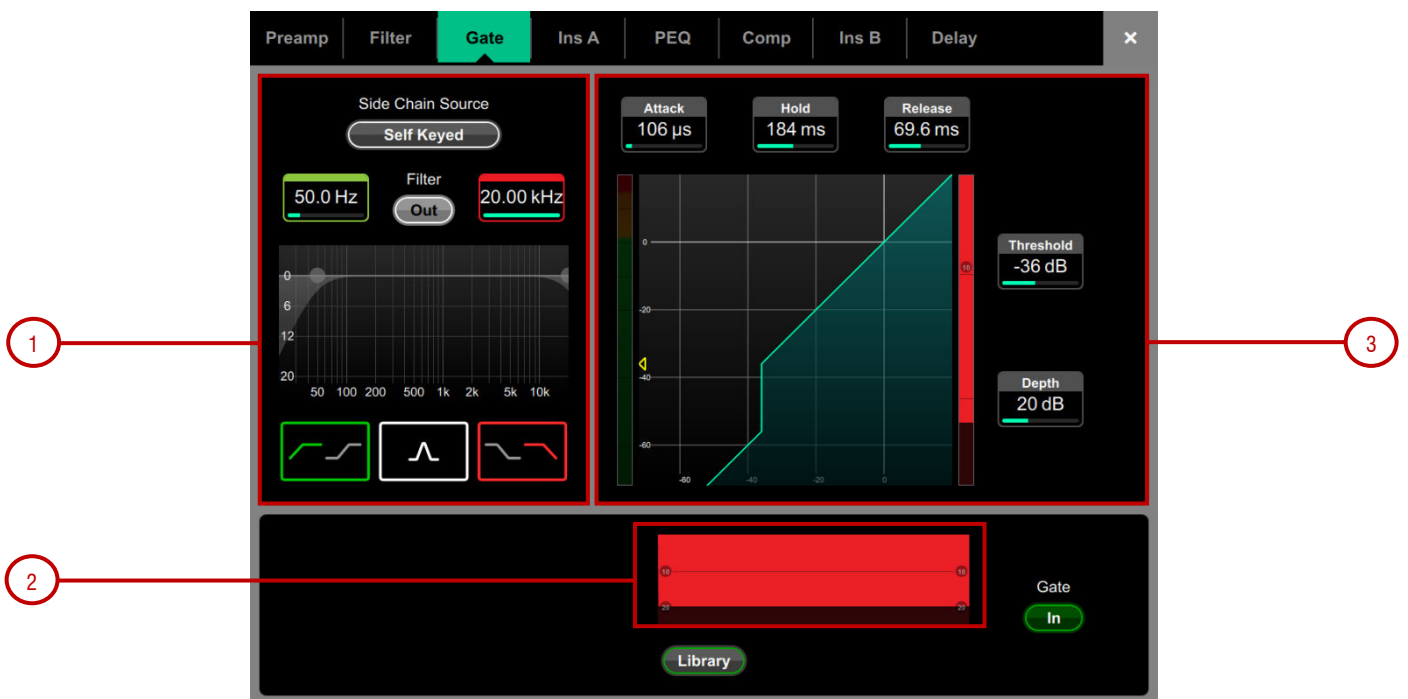 Preamp Filter Gate Ins A PEQ Comp Ins B Delay ×
Side Chain Source
Self Keyed
50.0 Hz
Filter
Out
20.00 kHz
0
6
12
20
50 100 200 500 1k 2k 5k 10k
Attack
106 µs
Hold
184 ms
Release
69.6 ms
0
-20
-40
-60
-60 -40 -20 0
10
Threshold
-36 dB
Depth
20 dB
1
3
2
10 10
20 20
Gate
In
Library